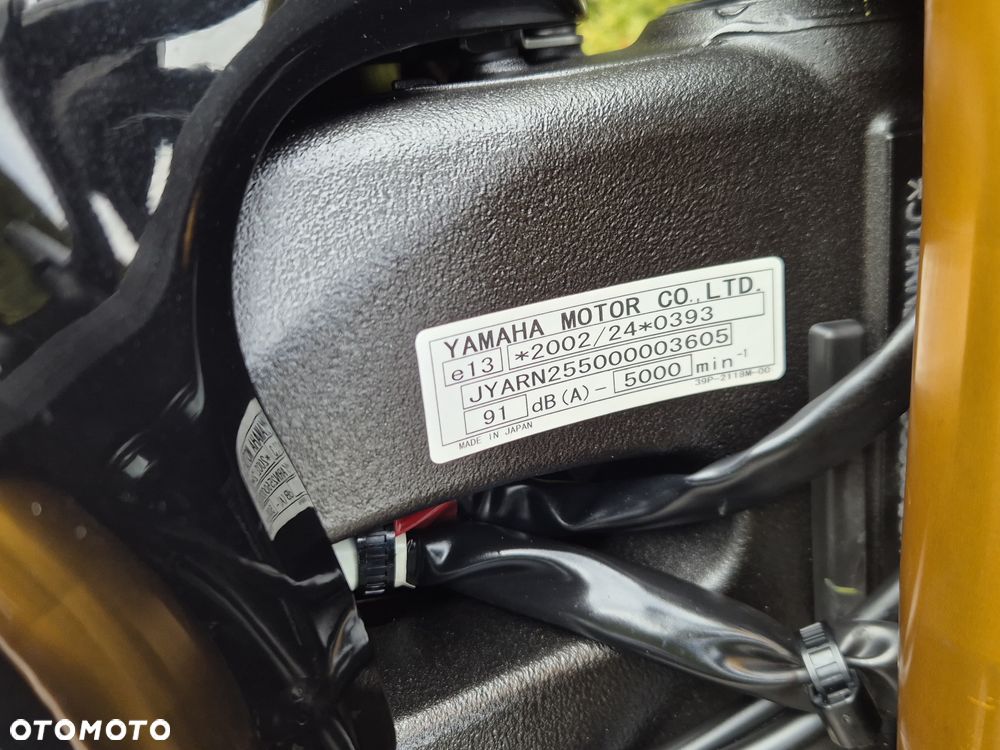 YAMAHA MOTOR CO.,LTD.
e13 *2002/24*0393
JYARN255000003605
91 dB(A)- 5000 min-1
MADE IN JAPAN 39P-2118M-00
OTOMOTO